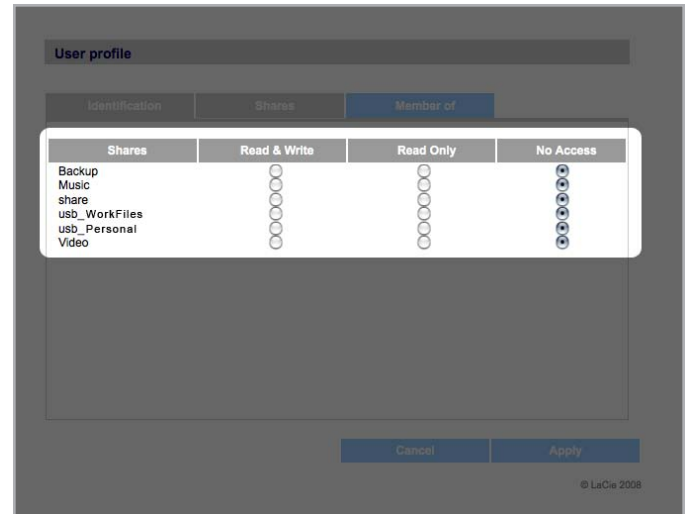 User profile
Identification Shares Member of
Shares Read & Write Read Only No Access
Backup
Music
share
usb_WorkFiles
usb_Personal
Video
Cancel Apply
© LaCie 2008